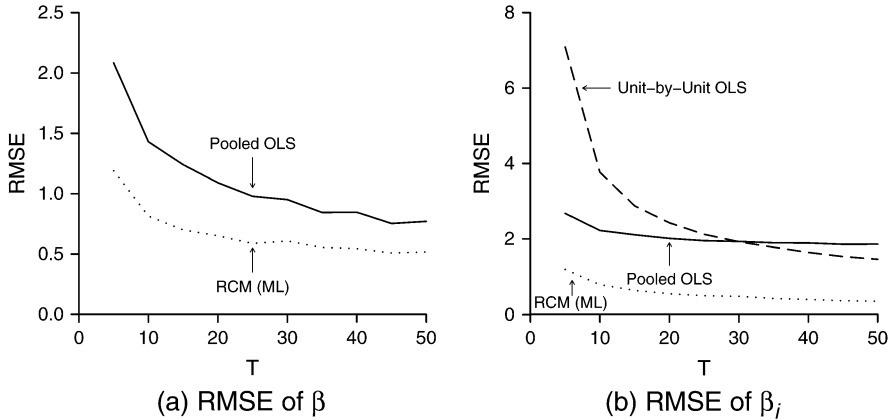 2.5
2.0
1.5
1.0
0.5
0.0
RMSE
Pooled OLS
RCM (ML)
0 10 20 30 40 50
T
(a) RMSE of β
8
6
4
2
0
RMSE
Unit−by−Unit OLS
Pooled OLS
RCM (ML)
0 10 20 30 40 50
T
(b) RMSE of βi